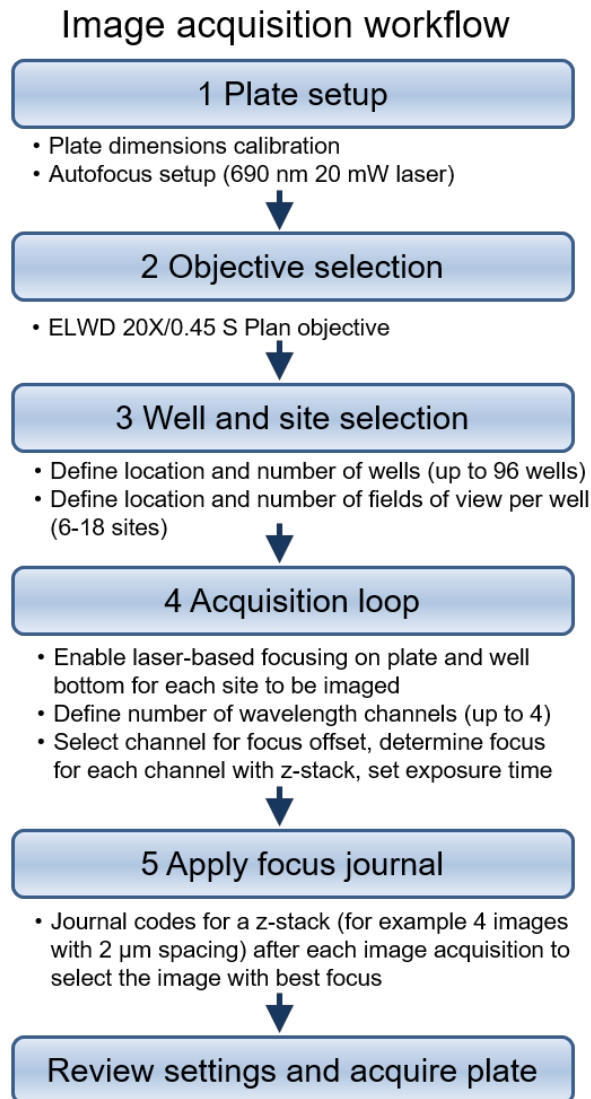 Image acquisition workflow
1 Plate setup
• Plate dimensions calibration
• Autofocus setup (690 nm 20 mW laser)
2 Objective selection
• ELWD 20X/0.45 S Plan objective
3 Well and site selection
• Define location and number of wells (up to 96 wells)
• Define location and number of fields of view per well
(6-18 sites)
4 Acquisition loop
• Enable laser-based focusing on plate and well
bottom for each site to be imaged
• Define number of wavelength channels (up to 4)
• Select channel for focus offset, determine focus
for each channel with z-stack, set exposure time
5 Apply focus journal
• Journal codes for a z-stack (for example 4 images
with 2 µm spacing) after each image acquisition to
select the image with best focus
Review settings and acquire plate